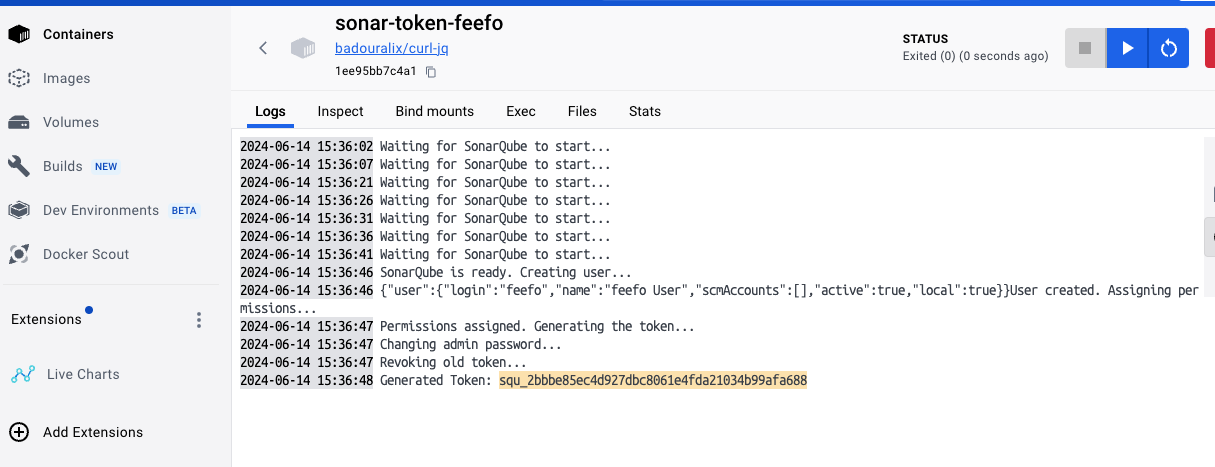 Containers
Images
Volumes
Builds NEW
Dev Environments BETA
Docker Scout
Extensions
Live Charts
Add Extensions
sonar-token-feefo
badouralix/curl-jq
1ee95bb7c4a1
STATUS
Exited (0) (0 seconds ago)
Logs Inspect Bind mounts Exec Files Stats
2024-06-14 15:36:02 Waiting for SonarQube to start...
2024-06-14 15:36:07 Waiting for SonarQube to start...
2024-06-14 15:36:21 Waiting for SonarQube to start...
2024-06-14 15:36:26 Waiting for SonarQube to start...
2024-06-14 15:36:31 Waiting for SonarQube to start...
2024-06-14 15:36:36 Waiting for SonarQube to start...
2024-06-14 15:36:41 Waiting for SonarQube to start...
2024-06-14 15:36:46 SonarQube is ready. Creating user...
2024-06-14 15:36:46 {"user":{"login":"feefo","name":"feefo User","scmAccounts":[],"active":true,"local":true}}User created. Assigning per
missions...
2024-06-14 15:36:47 Permissions assigned. Generating the token...
2024-06-14 15:36:47 Changing admin password...
2024-06-14 15:36:47 Revoking old token...
2024-06-14 15:36:48 Generated Token: squ_2bbbe85ec4d927dbc8061e4fda21034b99afa688